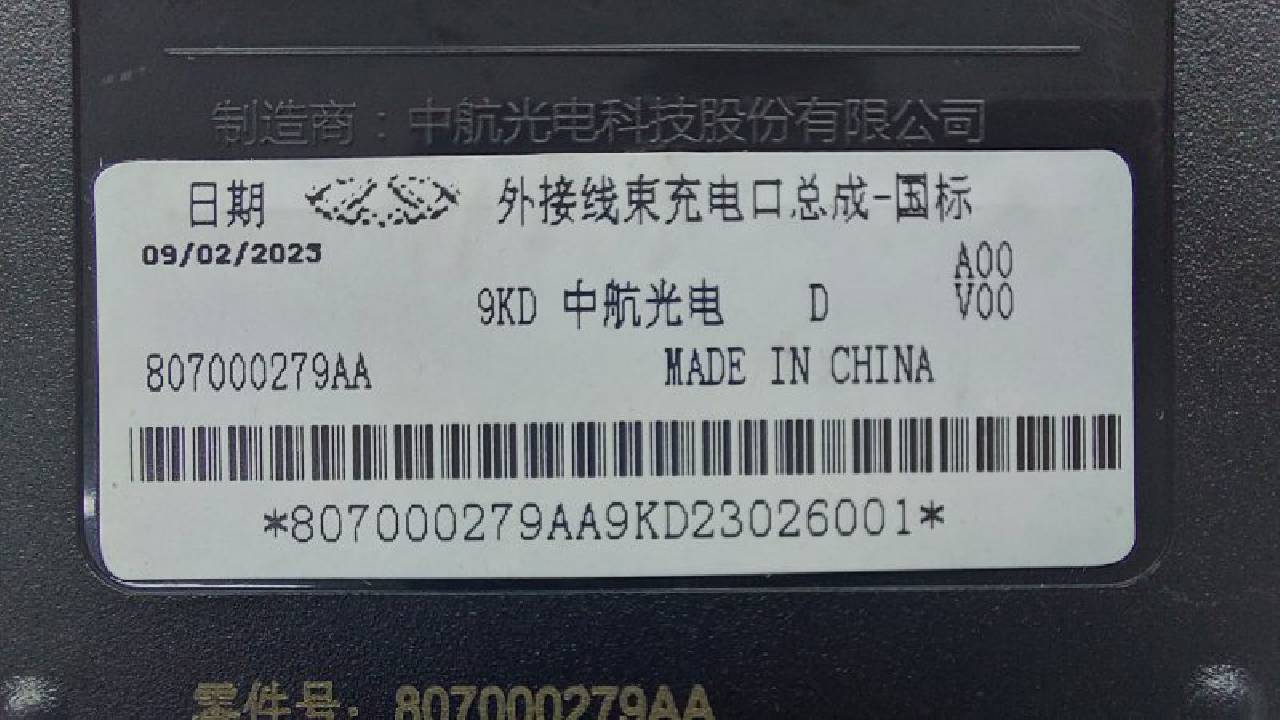 制造商：中航光电科技股份有限公司
日期 外接线束充电口总成-国标
09/02/2023
A00
9KD 中航光电 D V00
807000279AA MADE IN CHINA
*807000279AA9KD23026001*
零件号：807000279AA